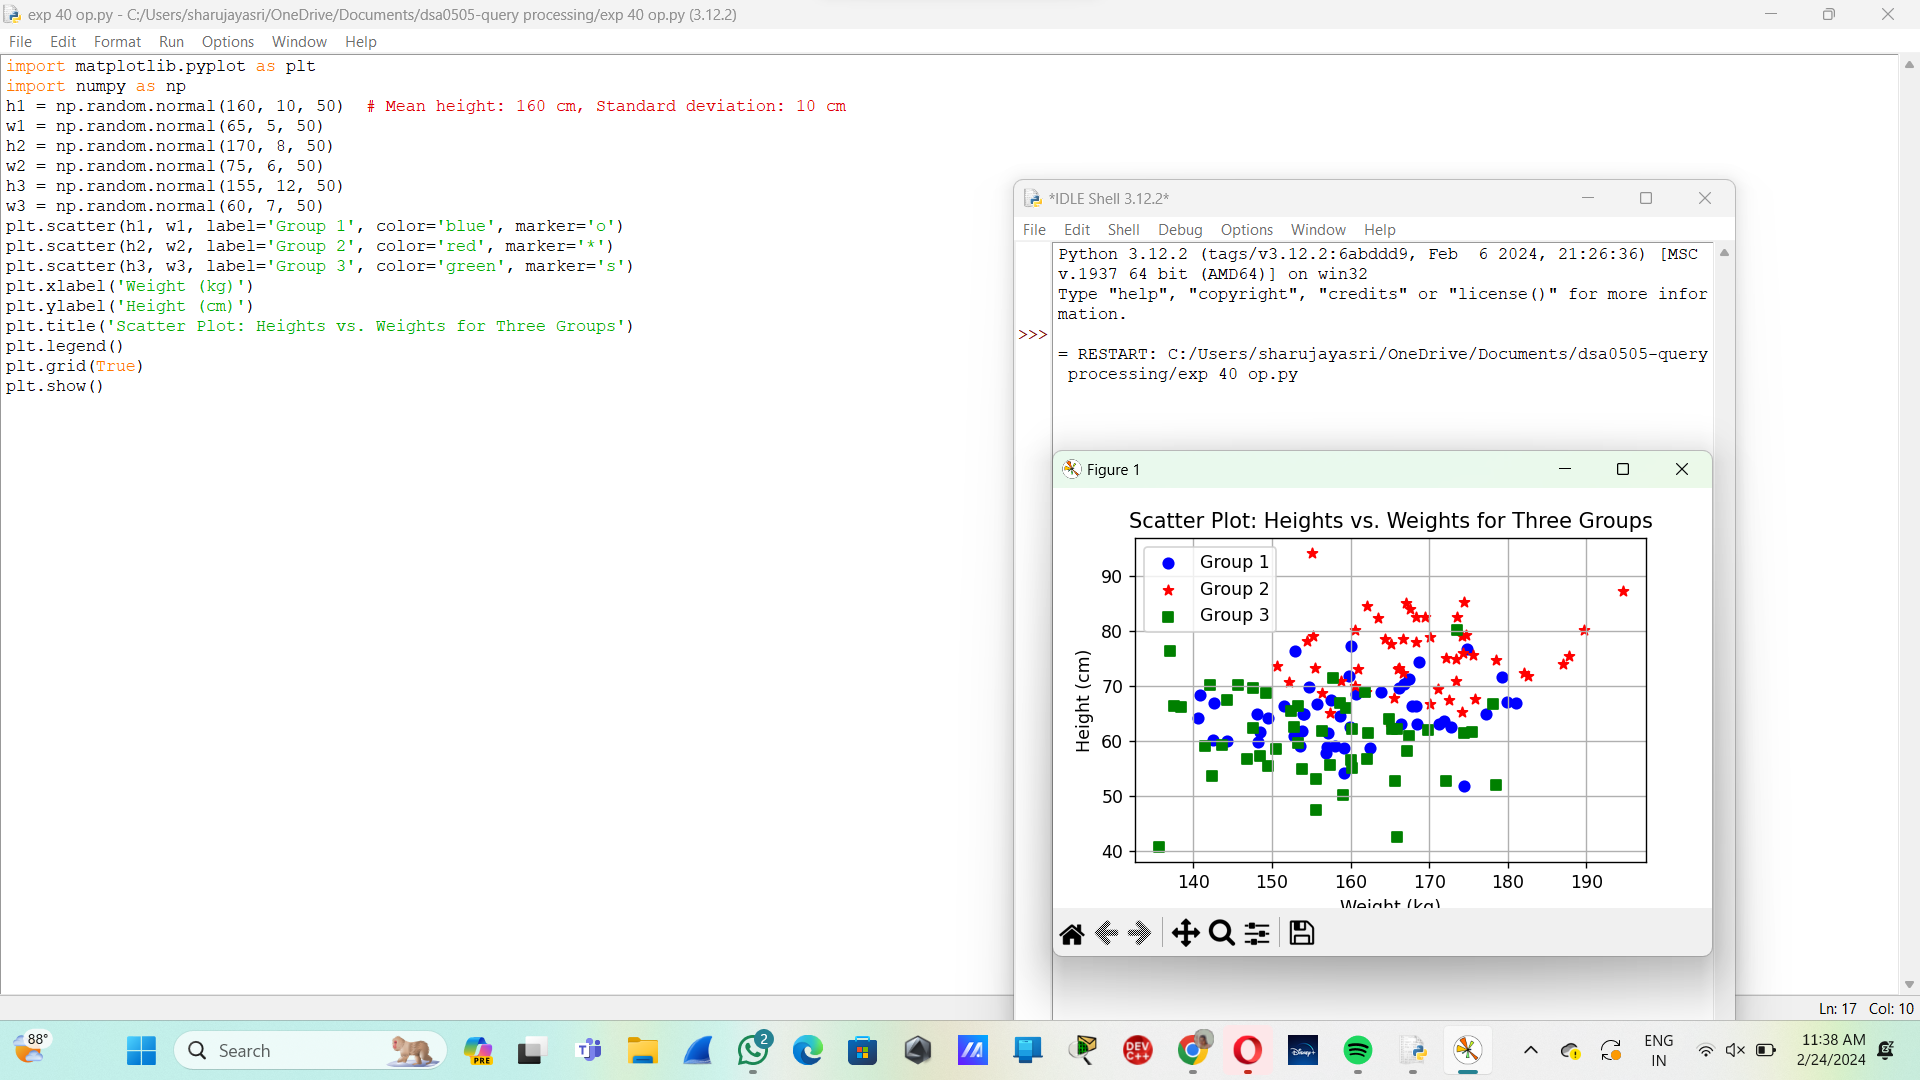 exp 40 op.py - C:/Users/sharujayasri/OneDrive/Documents/dsa0505-query processing/exp 40 op.py (3.12.2)
File Edit Format Run Options Window Help
import matplotlib.pyplot as plt
import numpy as np
h1 = np.random.normal(160, 10, 50)  # Mean height: 160 cm, Standard deviation: 10 cm
w1 = np.random.normal(65, 5, 50)
h2 = np.random.normal(170, 8, 50)
w2 = np.random.normal(75, 6, 50)
h3 = np.random.normal(155, 12, 50)
w3 = np.random.normal(60, 7, 50)
plt.scatter(h1, w1, label='Group 1', color='blue', marker='o')
plt.scatter(h2, w2, label='Group 2', color='red', marker='*')
plt.scatter(h3, w3, label='Group 3', color='green', marker='s')
plt.xlabel('Weight (kg)')
plt.ylabel('Height (cm)')
plt.title('Scatter Plot: Heights vs. Weights for Three Groups')
plt.legend()
plt.grid(True)
plt.show()
*IDLE Shell 3.12.2*
File Edit Shell Debug Options Window Help
Python 3.12.2 (tags/v3.12.2:6abddd9, Feb  6 2024, 21:26:36) [MSC
v.1937 64 bit (AMD64)] on win32
Type "help", "copyright", "credits" or "license()" for more infor
mation.
>>>
= RESTART: C:/Users/sharujayasri/OneDrive/Documents/dsa0505-query
processing/exp 40 op.py
Figure 1
Scatter Plot: Heights vs. Weights for Three Groups
Group 1
Group 2
Group 3
90
80
70
60
50
40
Height (cm)
140 150 160 170 180 190
Weight (kg)
Ln: 17 Col: 10
88°
Search
PRE
2
DEV C++
Disney+
ENG
IN
11:38 AM
2/24/2024